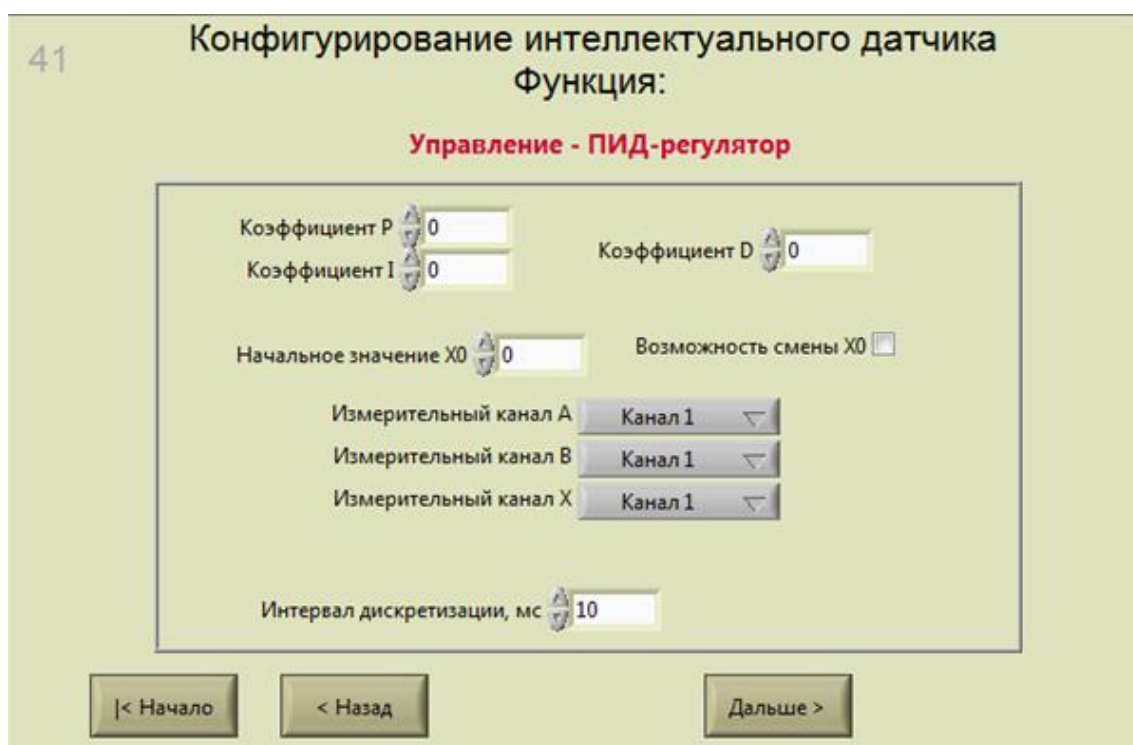 41
Конфигурирование интеллектуального датчика
Функция:
Управление - ПИД-регулятор
Коэффициент P 0
Коэффициент I 0
Коэффициент D 0
Начальное значение X0 0
Возможность смены X0
Измерительный канал A Канал 1
Измерительный канал B Канал 1
Измерительный канал X Канал 1
Интервал дискретизации, мс 10
|< Начало
< Назад
Дальше >